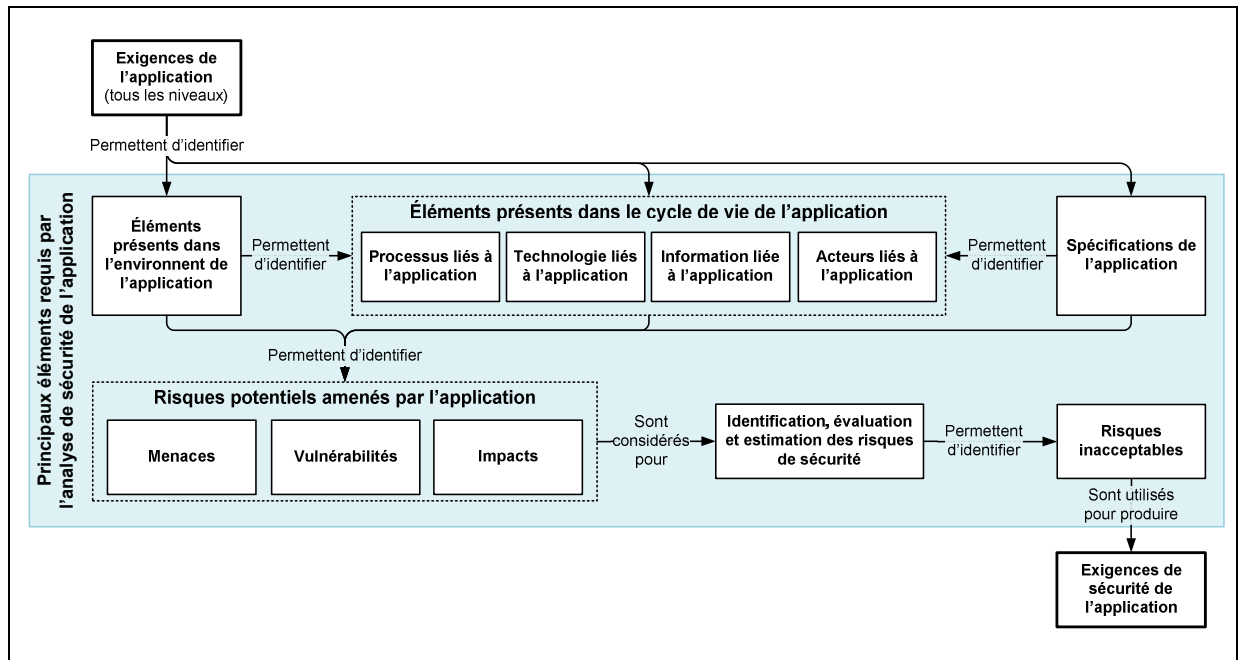 Exigences de
l’application
(tous les niveaux)
Permettent d’identifier
Principaux éléments requis par
l’analyse de sécurité de l’application
Éléments
présents dans
l’environnent de
l’application
Permettent
d’identifier
Éléments présents dans le cycle de vie de l’application
Processus liés à
l’application
Technologie liés
à l’application
Information liée
à l’application
Acteurs liés à
l’application
Permettent
d’identifier
Spécifications de
l’application
Permettent d’identifier
Risques potentiels amenés par l’application
Menaces
Vulnérabilités
Impacts
Sont
considérés
pour
Identification, évaluation
et estimation des risques
de sécurité
Permettent
d’identifier
Risques
inacceptables
Sont utilisés
pour produire
Exigences de
sécurité de
l’application